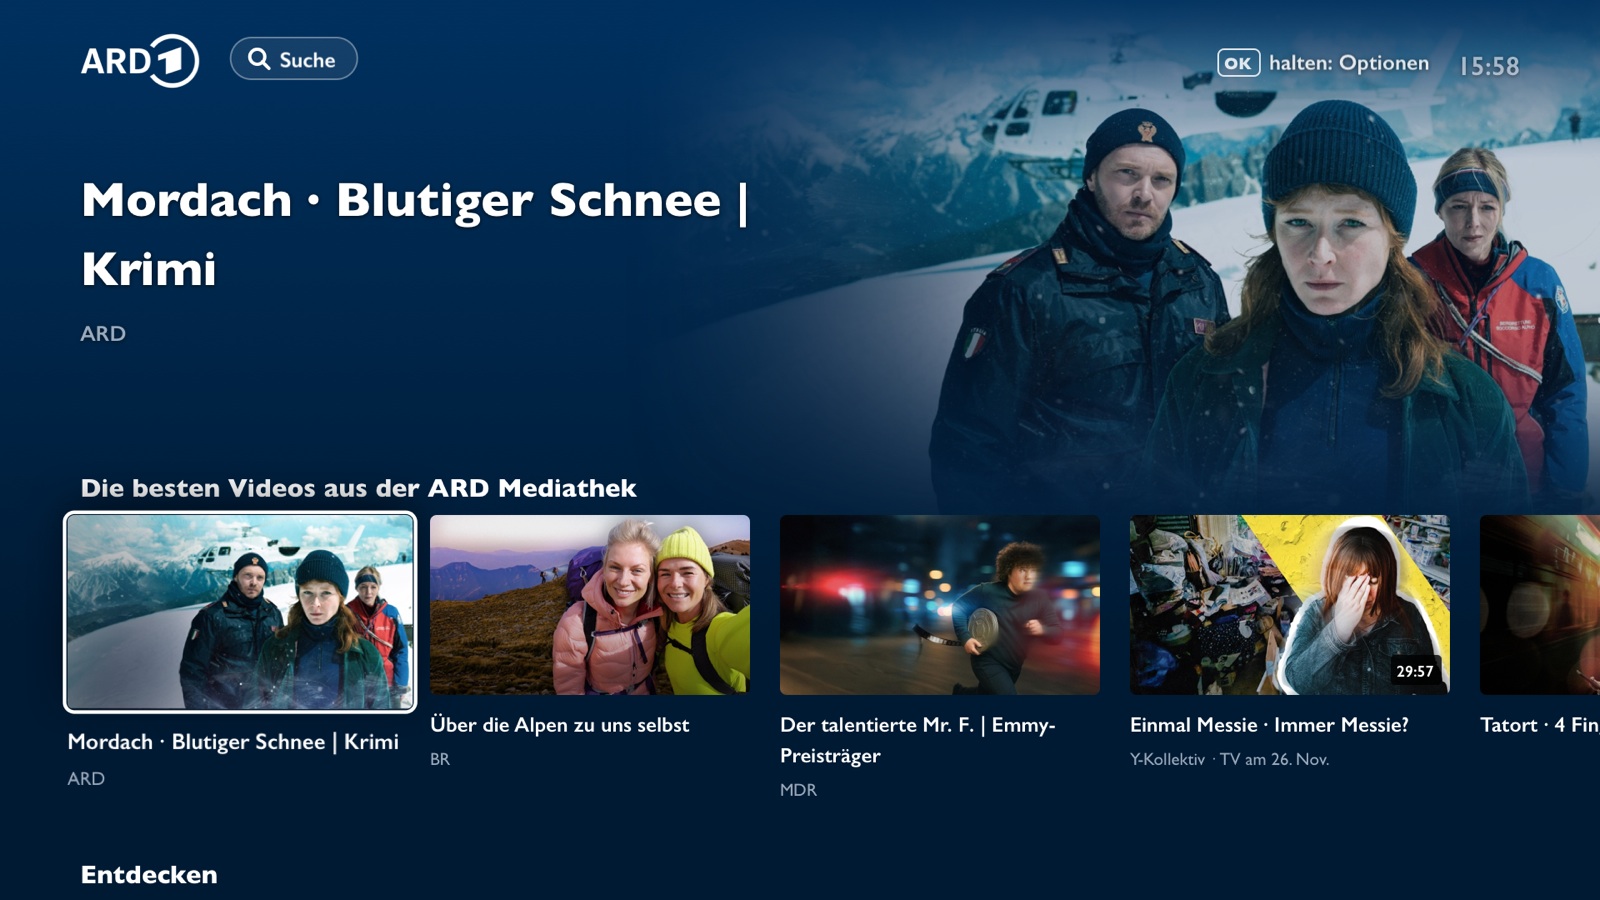 ARD 1
Suche
OK halten: Optionen
15:58
Mordach · Blutiger Schnee |
Krimi
ARD
Die besten Videos aus der ARD Mediathek
29:57
Mordach · Blutiger Schnee | Krimi
ARD
Über die Alpen zu uns selbst
BR
Der talentierte Mr. F. | Emmy-
Preisträger
MDR
Einmal Messie · Immer Messie?
Y-Kollektiv · TV am 26. Nov.
Tatort · 4 Fin
Entdecken